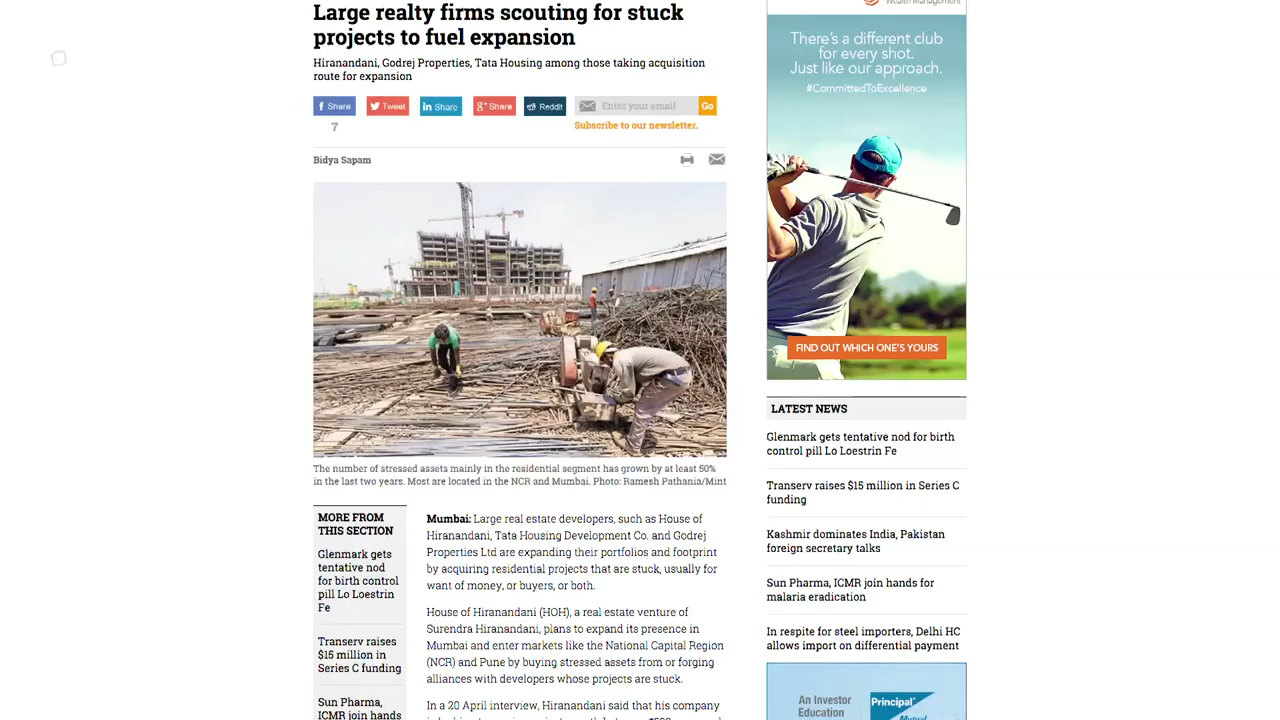 Wealth Management
Large realty firms scouting for stuck
projects to fuel expansion
Hiranandani, Godrej Properties, Tata Housing among those taking acquisition
route for expansion
Share
Tweet
Share
Share
Reddit
Enter your email
Go
7
Subscribe to our newsletter.
Bidya Sapam
The number of stressed assets mainly in the residential segment has grown by at least 50%
in the last two years. Most are located in the NCR and Mumbai. Photo: Ramesh Pathania/Mint
MORE FROM
THIS SECTION
Glenmark gets
tentative nod
for birth control
pill Lo Loestrin
Fe
Transerv raises
$15 million in
Series C funding
Sun Pharma,
ICMR join hands
Mumbai: Large real estate developers, such as House of
Hiranandani, Tata Housing Development Co. and Godrej
Properties Ltd are expanding their portfolios and footprint
by acquiring residential projects that are stuck, usually for
want of money, or buyers, or both.
House of Hiranandani (HOH), a real estate venture of
Surendra Hiranandani, plans to expand its presence in
Mumbai and enter markets like the National Capital Region
(NCR) and Pune by buying stressed assets from or forging
alliances with developers whose projects are stuck.
In a 20 April interview, Hiranandani said that his company
There's a different club
for every shot.
Just like our approach.
#CommittedToExcellence
FIND OUT WHICH ONE'S YOURS
LATEST NEWS
Glenmark gets tentative nod for birth
control pill Lo Loestrin Fe
Transerv raises $15 million in Series C
funding
Kashmir dominates India, Pakistan
foreign secretary talks
Sun Pharma, ICMR join hands for
malaria eradication
In respite for steel importers, Delhi HC
allows import on differential payment
An Investor
Education
Principal
Mutual